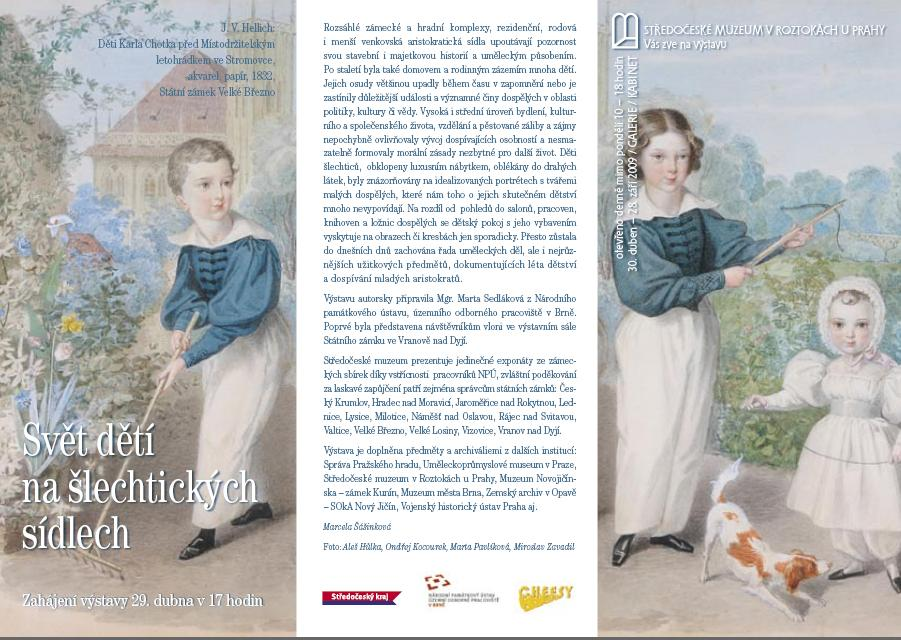 J. V. Hellich:
Děti Karla Chotka před Místodržitelským
letohrádkem ve Stromovce,
akvarel, papír, 1832,
Státní zámek Velké Březno
Svět dětí
na šlechtických
sídlech
Zahájení výstavy 29. dubna v 17 hodin
Rozsáhlé zámecké a hradní komplexy, rezidenční, rodová
i menší venkovská aristokratická sídla upoutávají pozornost
svou stavební i majetkovou historií a uměleckým působením.
Po staletí byla také domovem a rodinným zázemím mnoha dětí.
Jejich osudy většinou upadly během času v zapomnění nebo je
zastínily důležitější události a významné činy dospělých v oblasti
politiky, kultury či vědy. Vysoká i střední úroveň bydlení, kultur-
ního a společenského života, vzdělání a pěstované záliby a zájmy
nepochybně ovlivňovaly vývoj dospívajících osobností a nesma-
zatelně formovaly morální zásady nezbytné pro další život. Děti
šlechticů, obklopeny luxusním nábytkem, oblékány do drahých
látek, byly znázorňovány na idealizovaných portrétech s tvářemi
malých dospělých, které nám toho o jejich skutečném dětství
mnoho nevypovídají. Na rozdíl od pohledů do salonů, pracoven,
knihoven a ložnic dospělých se dětský pokoj s jeho vybavením
vyskytuje na obrazech či kresbách jen sporadicky. Přesto zůstala
do dnešních dnů zachována řada uměleckých děl, ale i nejrůz-
nějších užitkových předmětů, dokumentujících léta dětství
a dospívání mladých aristokratů.
Výstavu autorsky připravila Mgr. Marta Sedláková z Národního
památkového ústavu, územního odborného pracoviště v Brně.
Poprvé byla představena návštěvníkům vloni ve výstavním sále
Státního zámku ve Vranově nad Dyjí.
Středočeské muzeum prezentuje jedinečné exponáty ze zámec-
kých sbírek díky vstřícnosti pracovníků NPÚ, zvláštní poděkování
za laskavé zapůjčení patří zejména správcům státních zámků: Čes-
ký Krumlov, Hradec nad Moravicí, Jaroměřice nad Rokytnou, Led-
nice, Lysice, Milotice, Náměšť nad Oslavou, Rájec nad Svitavou,
Valtice, Velké Březno, Velké Losiny, Vizovice, Vranov nad Dyjí.
Výstava je doplněna předměty a archiváliemi z dalších institucí:
Správa Pražského hradu, Uměleckoprůmyslové museum v Praze,
Středočeské muzeum v Roztokách u Prahy, Muzeum Novojičín-
ska – zámek Kunín, Muzeum města Brna, Zemský archiv v Opavě
– SOkA Nový Jičín, Vojenský historický ústav Praha aj.
Marcela Šášinková
Foto: Aleš Hůlka, Ondřej Kocourek, Marta Pavlíková, Miroslav Zavadil
Středočeský kraj
NÁRODNÍ PAMÁTKOVÝ ÚSTAV
ÚZEMNÍ ODBORNÉ PRACOVIŠTĚ
V BRNĚ
CHEESY
STŘEDOČESKÉ MUZEUM V ROZTOKÁCH U PRAHY
Vás zve na výstavu
otevřeno denně mimo pondělí 10 – 18 hodin
30. duben – 28. září 2009 / GALERIE / KABINET